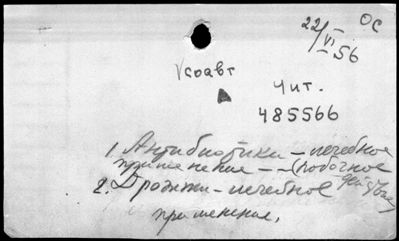 ОС
22/VI 56
Vсоавт
Чит.
485566
1. Антибиотики – лечебное
применение – – (побочное
действие)
2. Дрожжи – лечебное
применение.